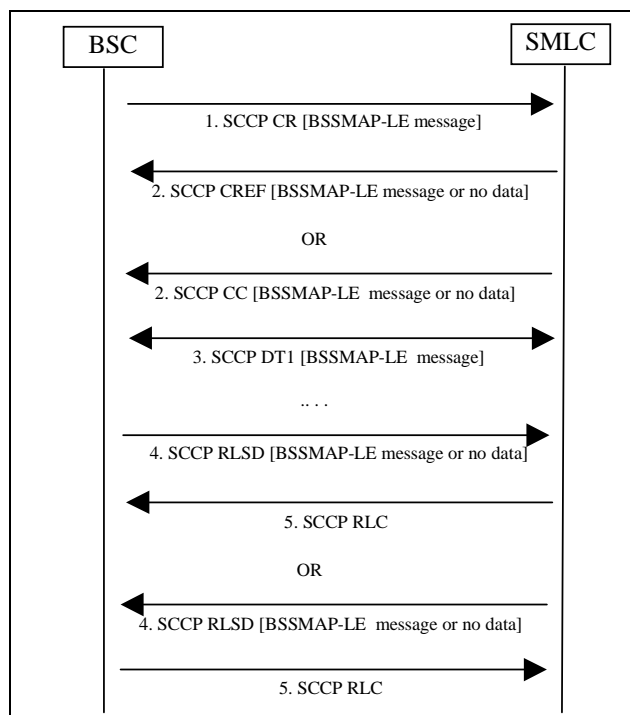 BSC
SMLC
1. SCCP CR [BSSMAP-LE message]
2. SCCP CREF [BSSMAP-LE message or no data]
OR
2. SCCP CC [BSSMAP-LE message or no data]
3. SCCP DT1 [BSSMAP-LE message]
.. . .
4. SCCP RLSD [BSSMAP-LE message or no data]
5. SCCP RLC
OR
4. SCCP RLSD [BSSMAP-LE message or no data]
5. SCCP RLC